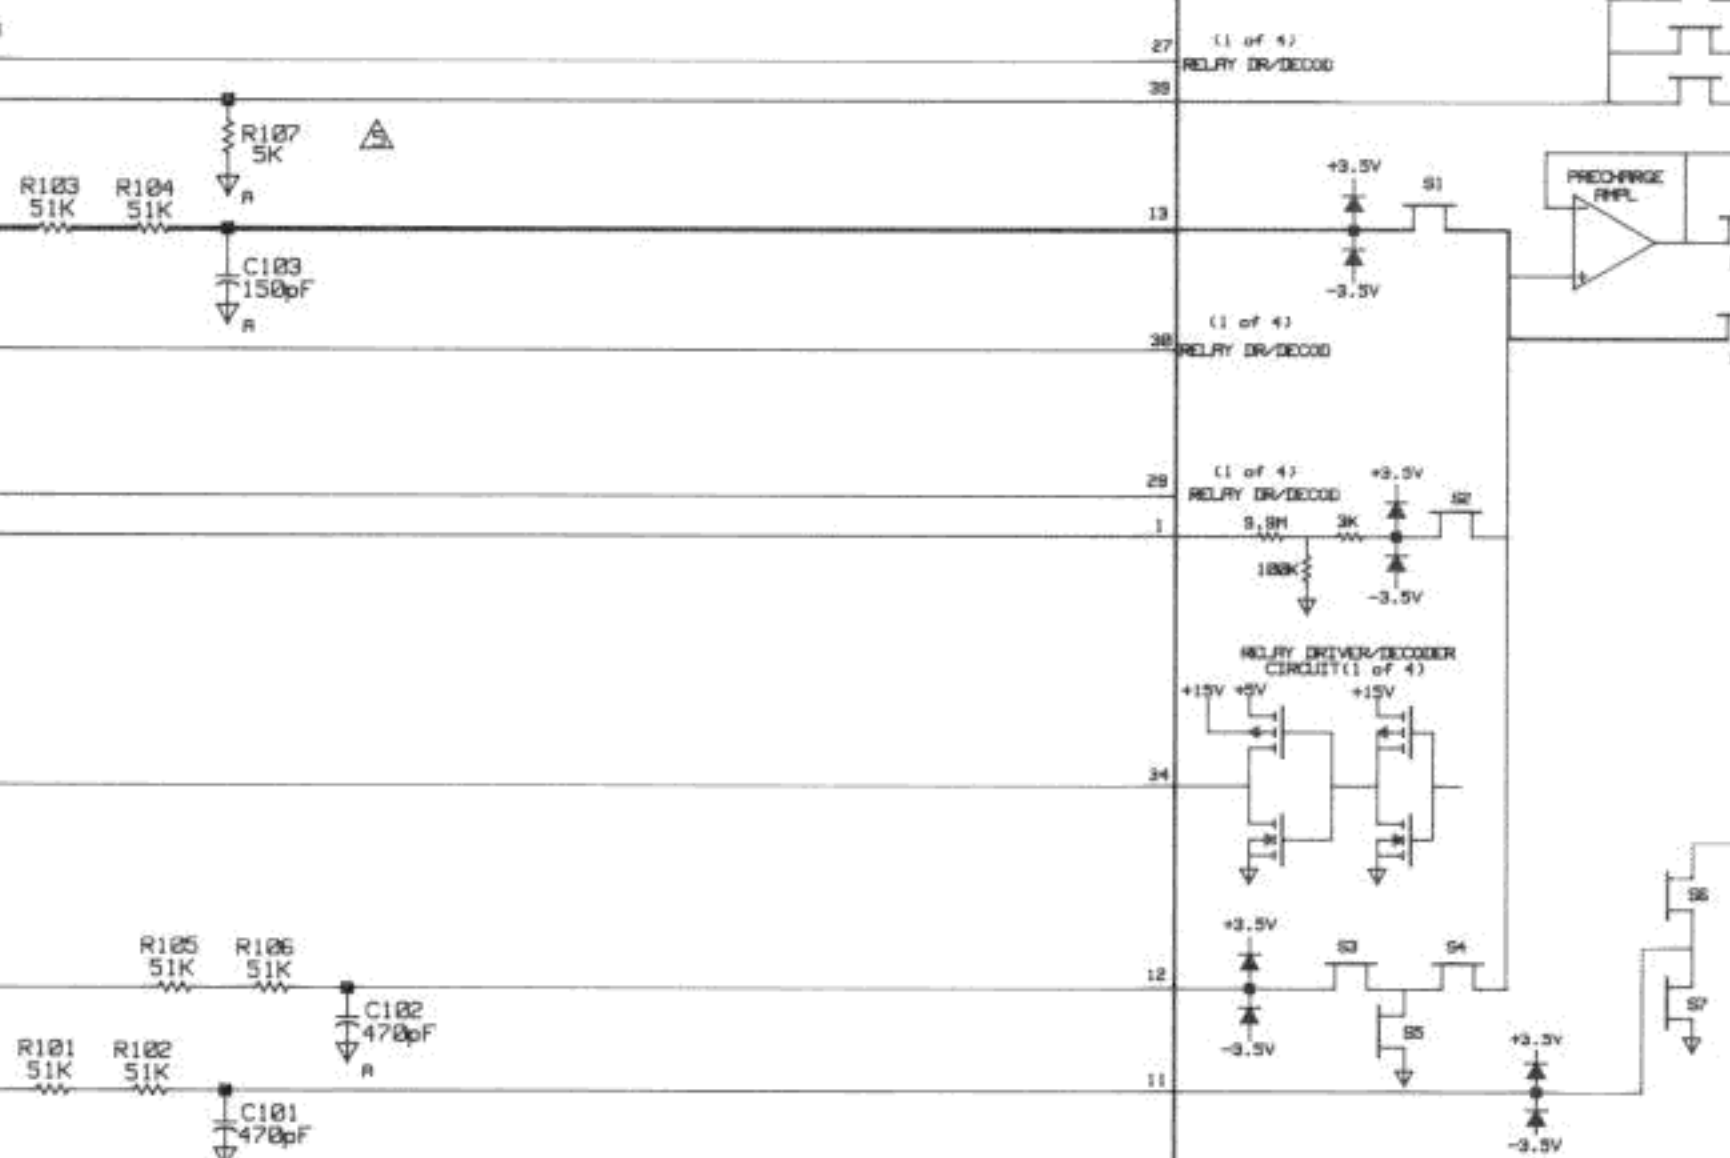 27
(1 of 4)
RELAY DR/DECOD
39
R107
5K
5
A
R103
51K
R104
51K
13
+3.5V
S1
-3.5V
PRECHARGE
AMPL
-
+
C103
150pF
A
(1 of 4)
30
RELAY DR/DECOD
29
(1 of 4)
RELAY DR/DECOD
1
9.9M
3K
100K
+3.5V
S2
-3.5V
RELAY DRIVER/DECODER
CIRCUIT(1 of 4)
+15V +5V
+15V
34
R105
51K
R106
51K
C102
470pF
A
12
+3.5V
-3.5V
S3
S4
S5
S6
S7
R101
51K
R102
51K
C101
470pF
11
+3.5V
-3.5V